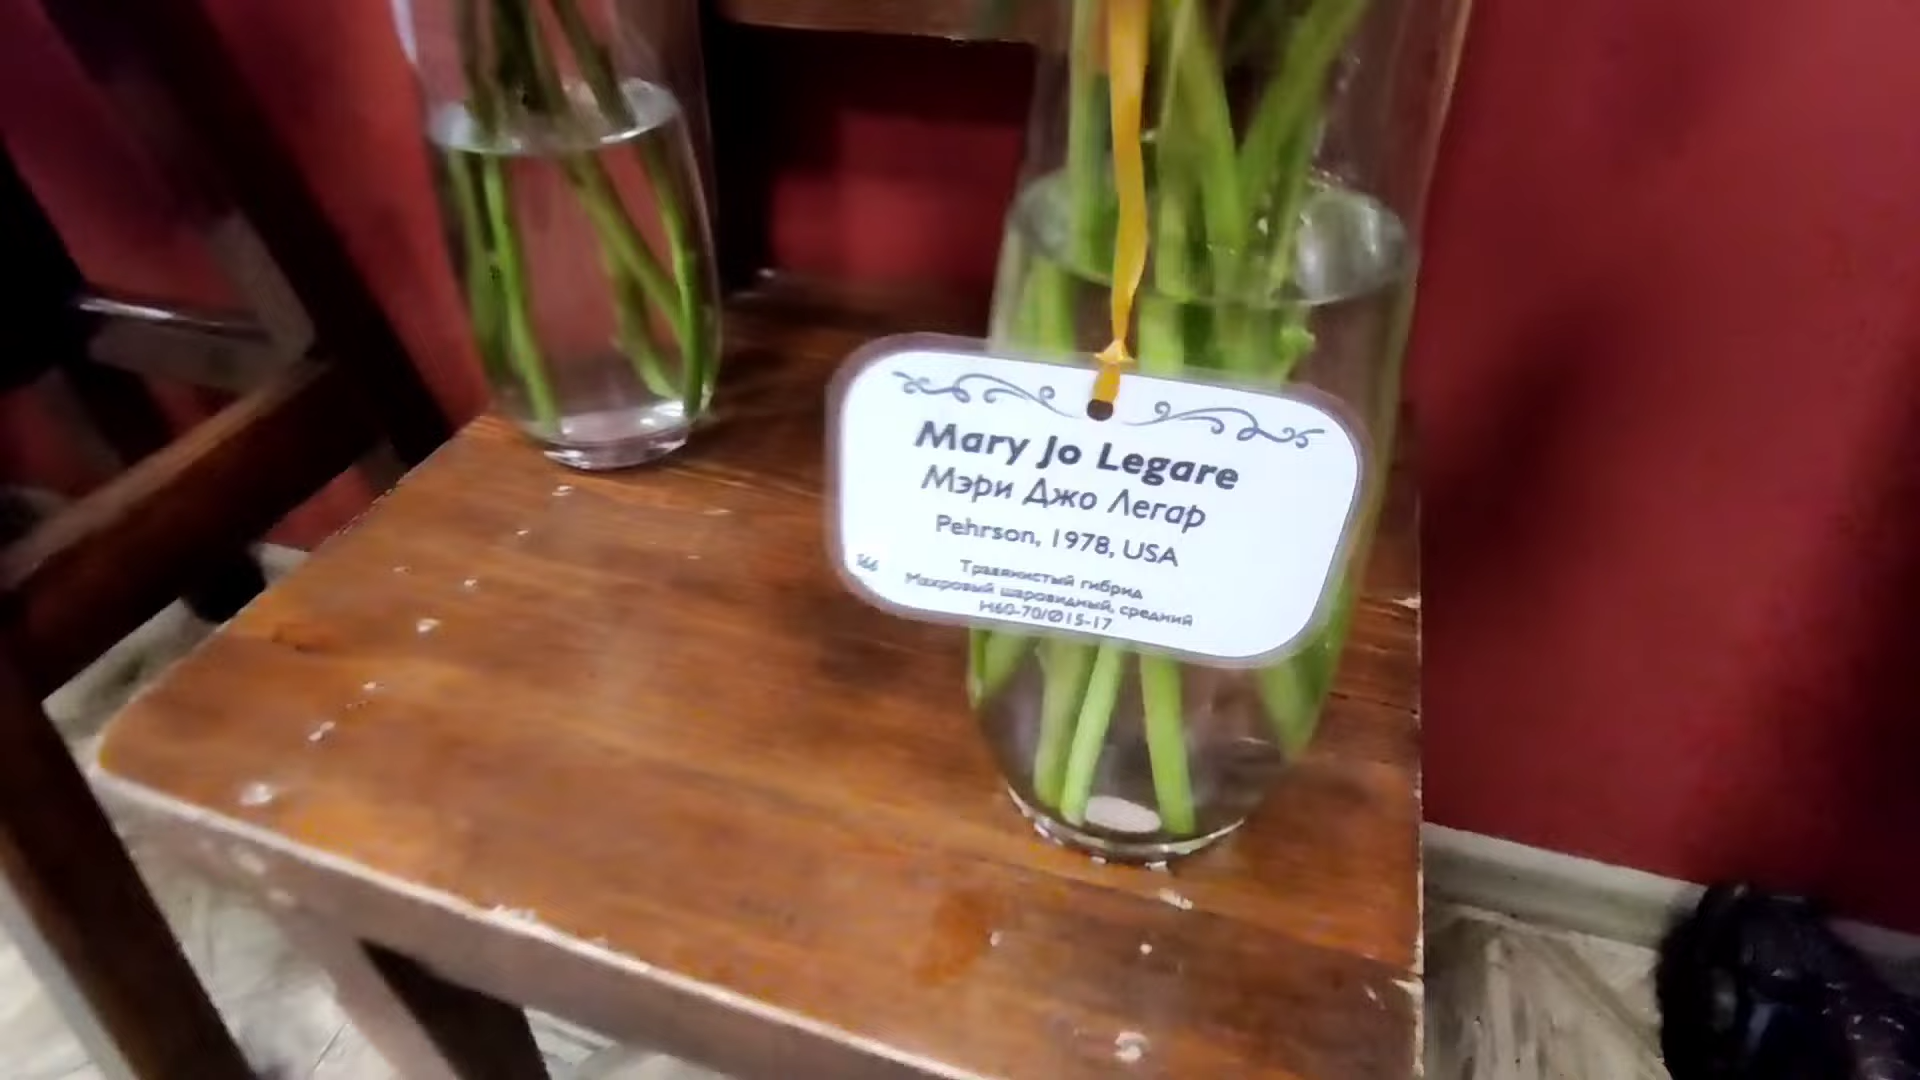 Mary Jo Legare
Мэри Джо Легар
Pehrson, 1978, USA
166
Травянистый гибрид
Махровый шаровидный, средний
H60-70/Ø15-17